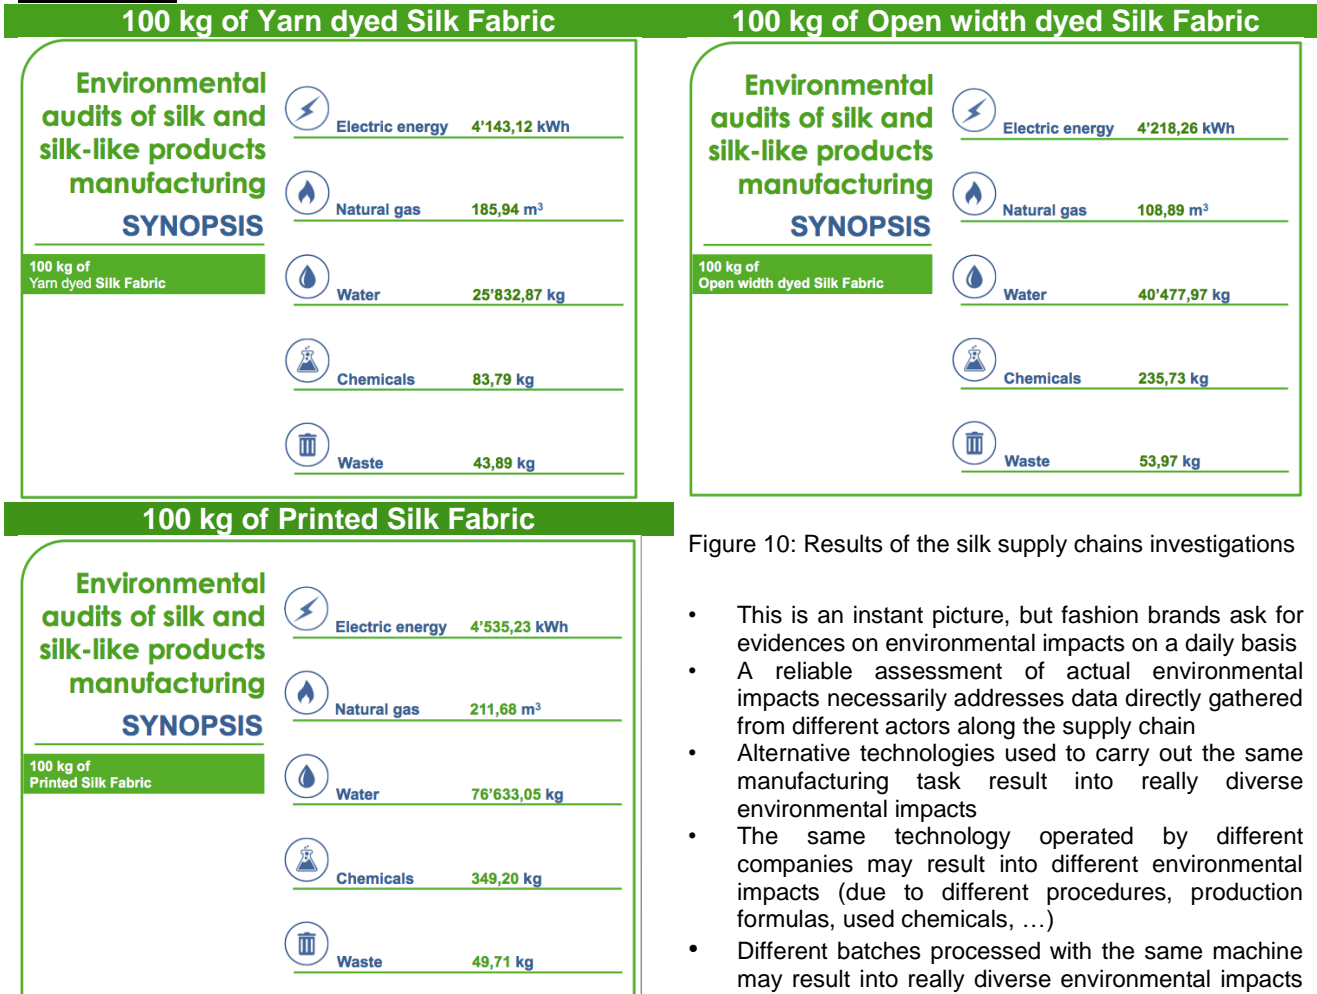 100 kg of Yarn dyed Silk Fabric
Environmental
audits of silk and
silk-like products
manufacturing
SYNOPSIS
100 kg of
Yarn dyed Silk Fabric
Electric energy 4'143,12 kWh
Natural gas 185,94 m³
Water 25'832,87 kg
Chemicals 83,79 kg
Waste 43,89 kg
100 kg of Open width dyed Silk Fabric
Environmental
audits of silk and
silk-like products
manufacturing
SYNOPSIS
100 kg of
Open width dyed Silk Fabric
Electric energy 4'218,26 kWh
Natural gas 108,89 m³
Water 40'477,97 kg
Chemicals 235,73 kg
Waste 53,97 kg
100 kg of Printed Silk Fabric
Environmental
audits of silk and
silk-like products
manufacturing
SYNOPSIS
100 kg of
Printed Silk Fabric
Electric energy 4'535,23 kWh
Natural gas 211,68 m³
Water 76'633,05 kg
Chemicals 349,20 kg
Waste 49,71 kg
Figure 10: Results of the silk supply chains investigations
• This is an instant picture, but fashion brands ask for
evidences on environmental impacts on a daily basis
• A reliable assessment of actual environmental
impacts necessarily addresses data directly gathered
from different actors along the supply chain
• Alternative technologies used to carry out the same
manufacturing task result into really diverse
environmental impacts
• The same technology operated by different
companies may result into different environmental
impacts (due to different procedures, production
formulas, used chemicals, …)
• Different batches processed with the same machine
may result into really diverse environmental impacts